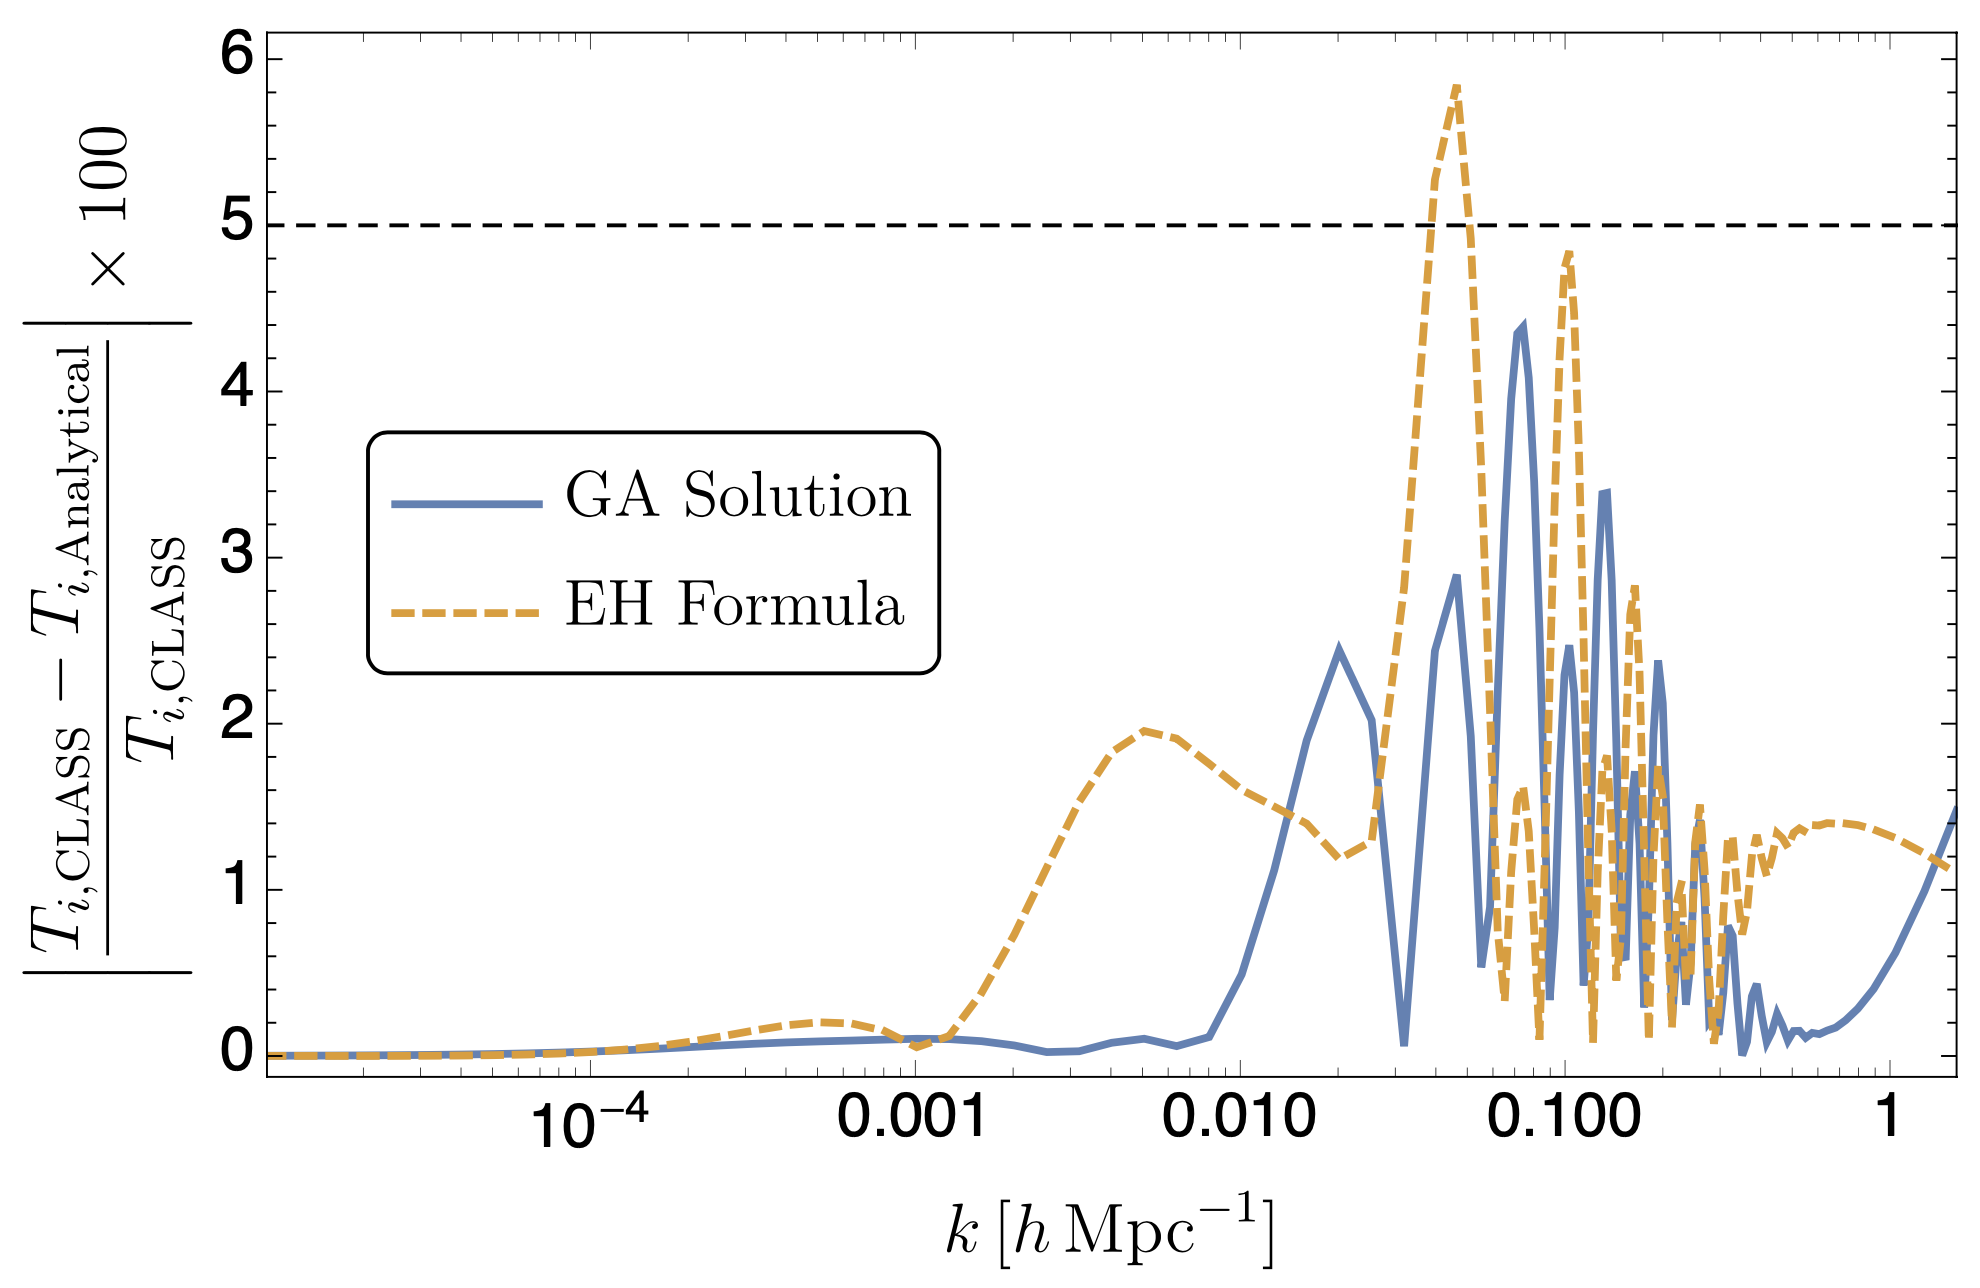 | T_{i,CLASS} − T_{i,Analytical} / T_{i,CLASS} | × 100
6
5
4
3
2
1
0
GA Solution
EH Formula
10⁻⁴ 0.001 0.010 0.100 1
k [h Mpc⁻¹]